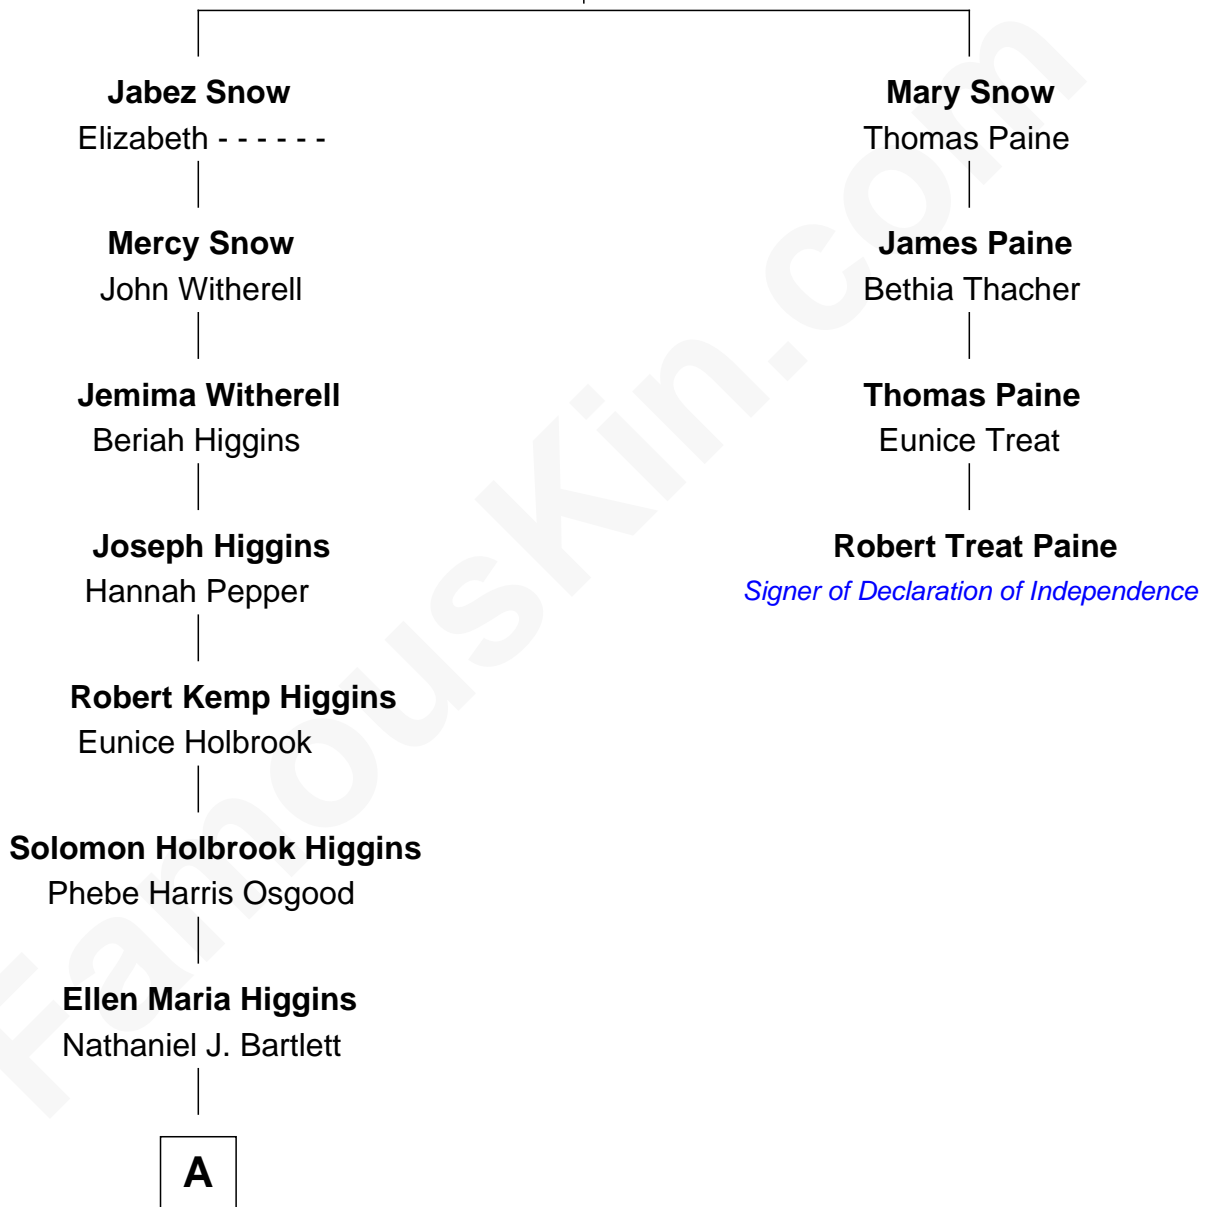 Jabez Snow
Elizabeth - - - - - -
Mercy Snow
John Witherell
Jemima Witherell
Beriah Higgins
Joseph Higgins
Hannah Pepper
Robert Kemp Higgins
Eunice Holbrook
Solomon Holbrook Higgins
Phebe Harris Osgood
Ellen Maria Higgins
Nathaniel J. Bartlett
A
Mary Snow
Thomas Paine
James Paine
Bethia Thacher
Thomas Paine
Eunice Treat
Robert Treat Paine
Signer of Declaration of Independence
FamousKin.com